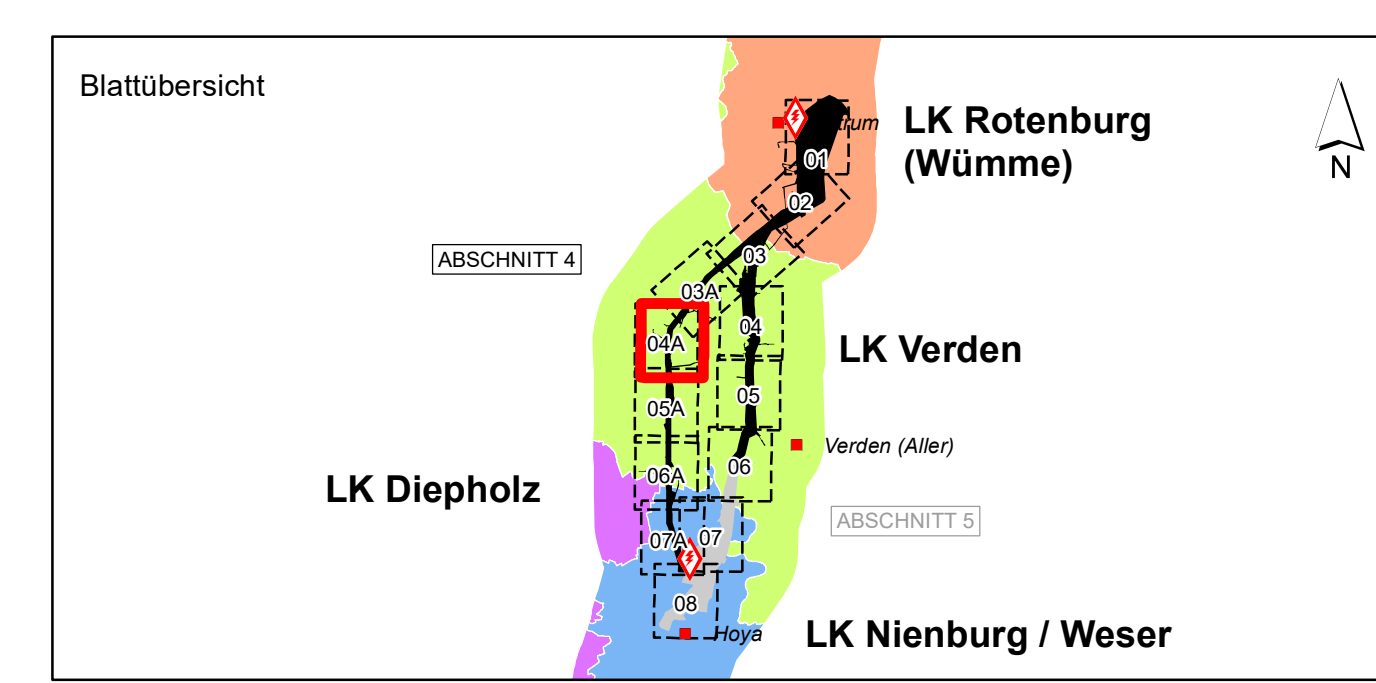 Blattübersicht
LK Rotenburg
(Wümme)
N
01
02
ABSCHNITT 4
03
03A
04
04A
LK Verden
05
05A
Verden (Aller)
06
06A
LK Diepholz
ABSCHNITT 5
07A
07
08
Hoya
LK Nienburg / Weser